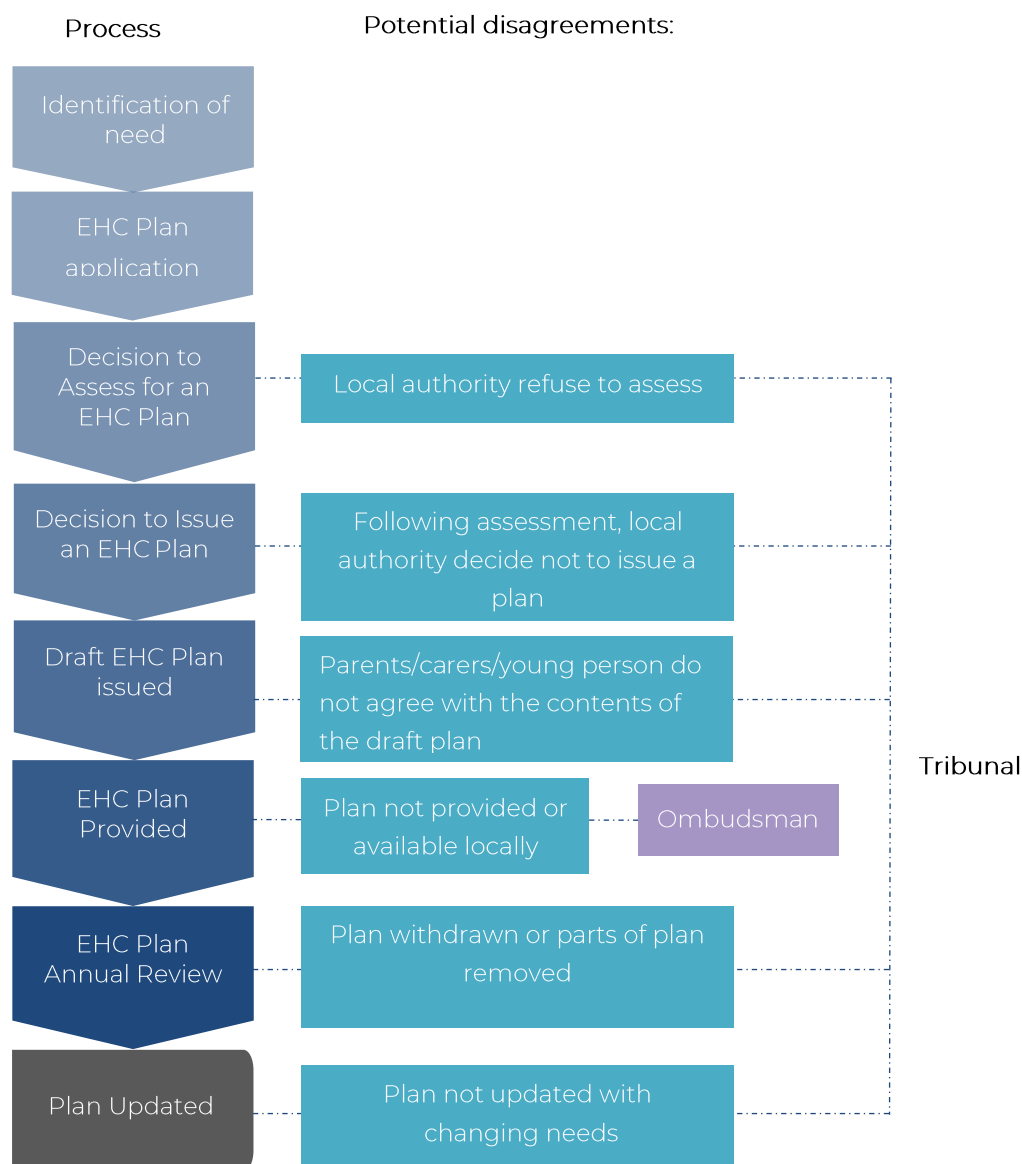 Process
Potential disagreements:
Identification of
need
EHC Plan
application
Decision to
Assess for an
EHC Plan
Local authority refuse to assess
Decision to Issue
an EHC Plan
Following assessment, local
authority decide not to issue a
plan
Draft EHC Plan
issued
Parents/carers/young person do
not agree with the contents of
the draft plan
Tribunal
EHC Plan
Provided
Plan not provided or
available locally
Ombudsman
EHC Plan
Annual Review
Plan withdrawn or parts of plan
removed
Plan Updated
Plan not updated with
changing needs